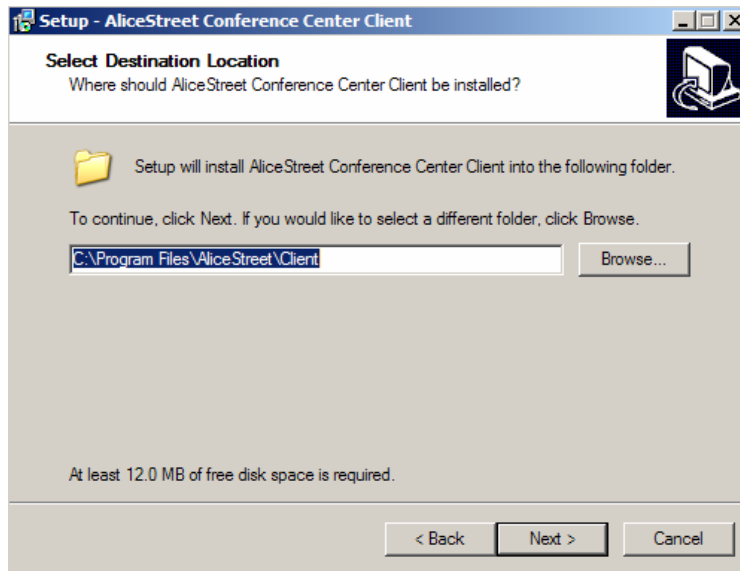 Setup - AliceStreet Conference Center Client
Select Destination Location
Where should AliceStreet Conference Center Client be installed?
Setup will install AliceStreet Conference Center Client into the following folder.
To continue, click Next. If you would like to select a different folder, click Browse.
C:\Program Files\AliceStreet\Client
Browse...
At least 12.0 MB of free disk space is required.
< Back
Next >
Cancel